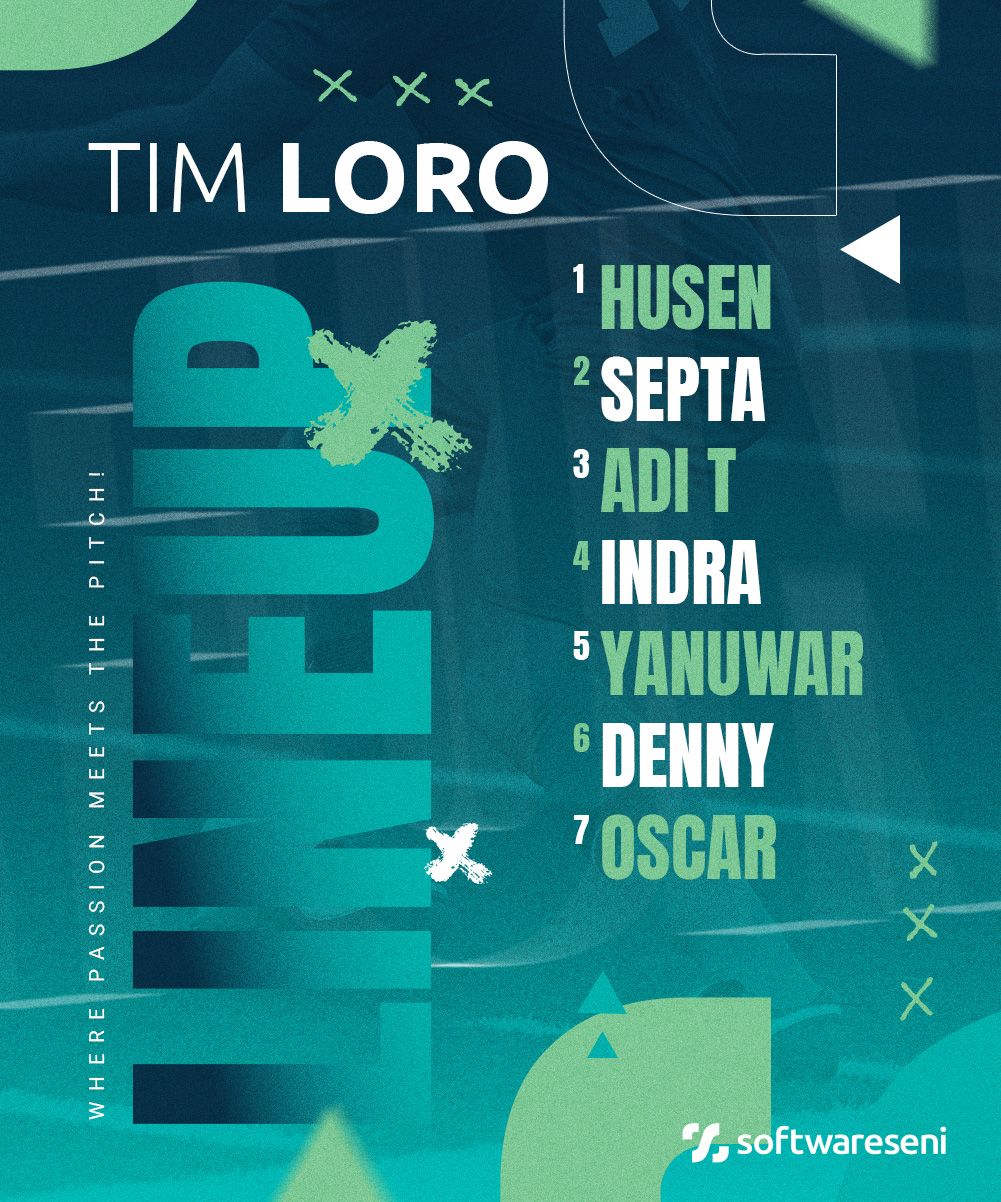 TIM LORO
WHERE PASSION MEETS THE PITCH!
LINEUP
1 HUSEN
2 SEPTA
3 ADI T
4 INDRA
5 YANUWAR
6 DENNY
7 OSCAR
softwareseni